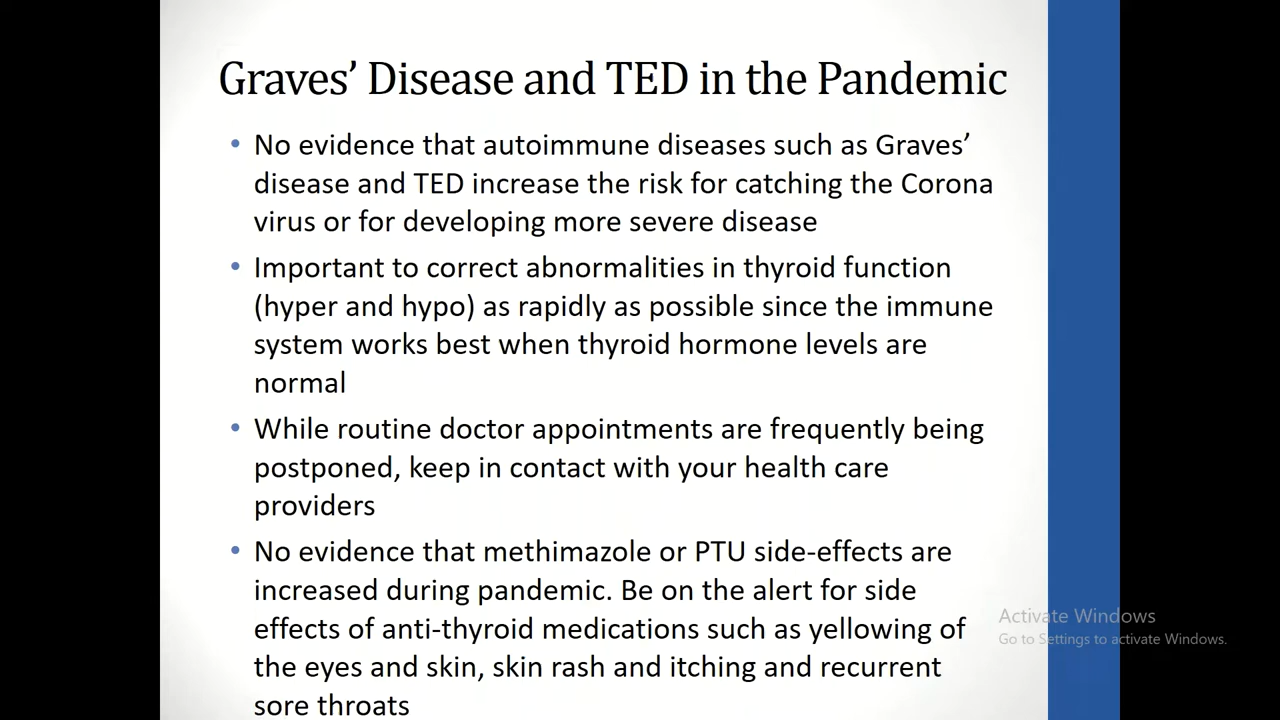 Graves’ Disease and TED in the Pandemic
• No evidence that autoimmune diseases such as Graves’
disease and TED increase the risk for catching the Corona
virus or for developing more severe disease
• Important to correct abnormalities in thyroid function
(hyper and hypo) as rapidly as possible since the immune
system works best when thyroid hormone levels are
normal
• While routine doctor appointments are frequently being
postponed, keep in contact with your health care
providers
• No evidence that methimazole or PTU side-effects are
increased during pandemic. Be on the alert for side
effects of anti-thyroid medications such as yellowing of
the eyes and skin, skin rash and itching and recurrent
sore throats
Activate Windows
Go to Settings to activate Windows.